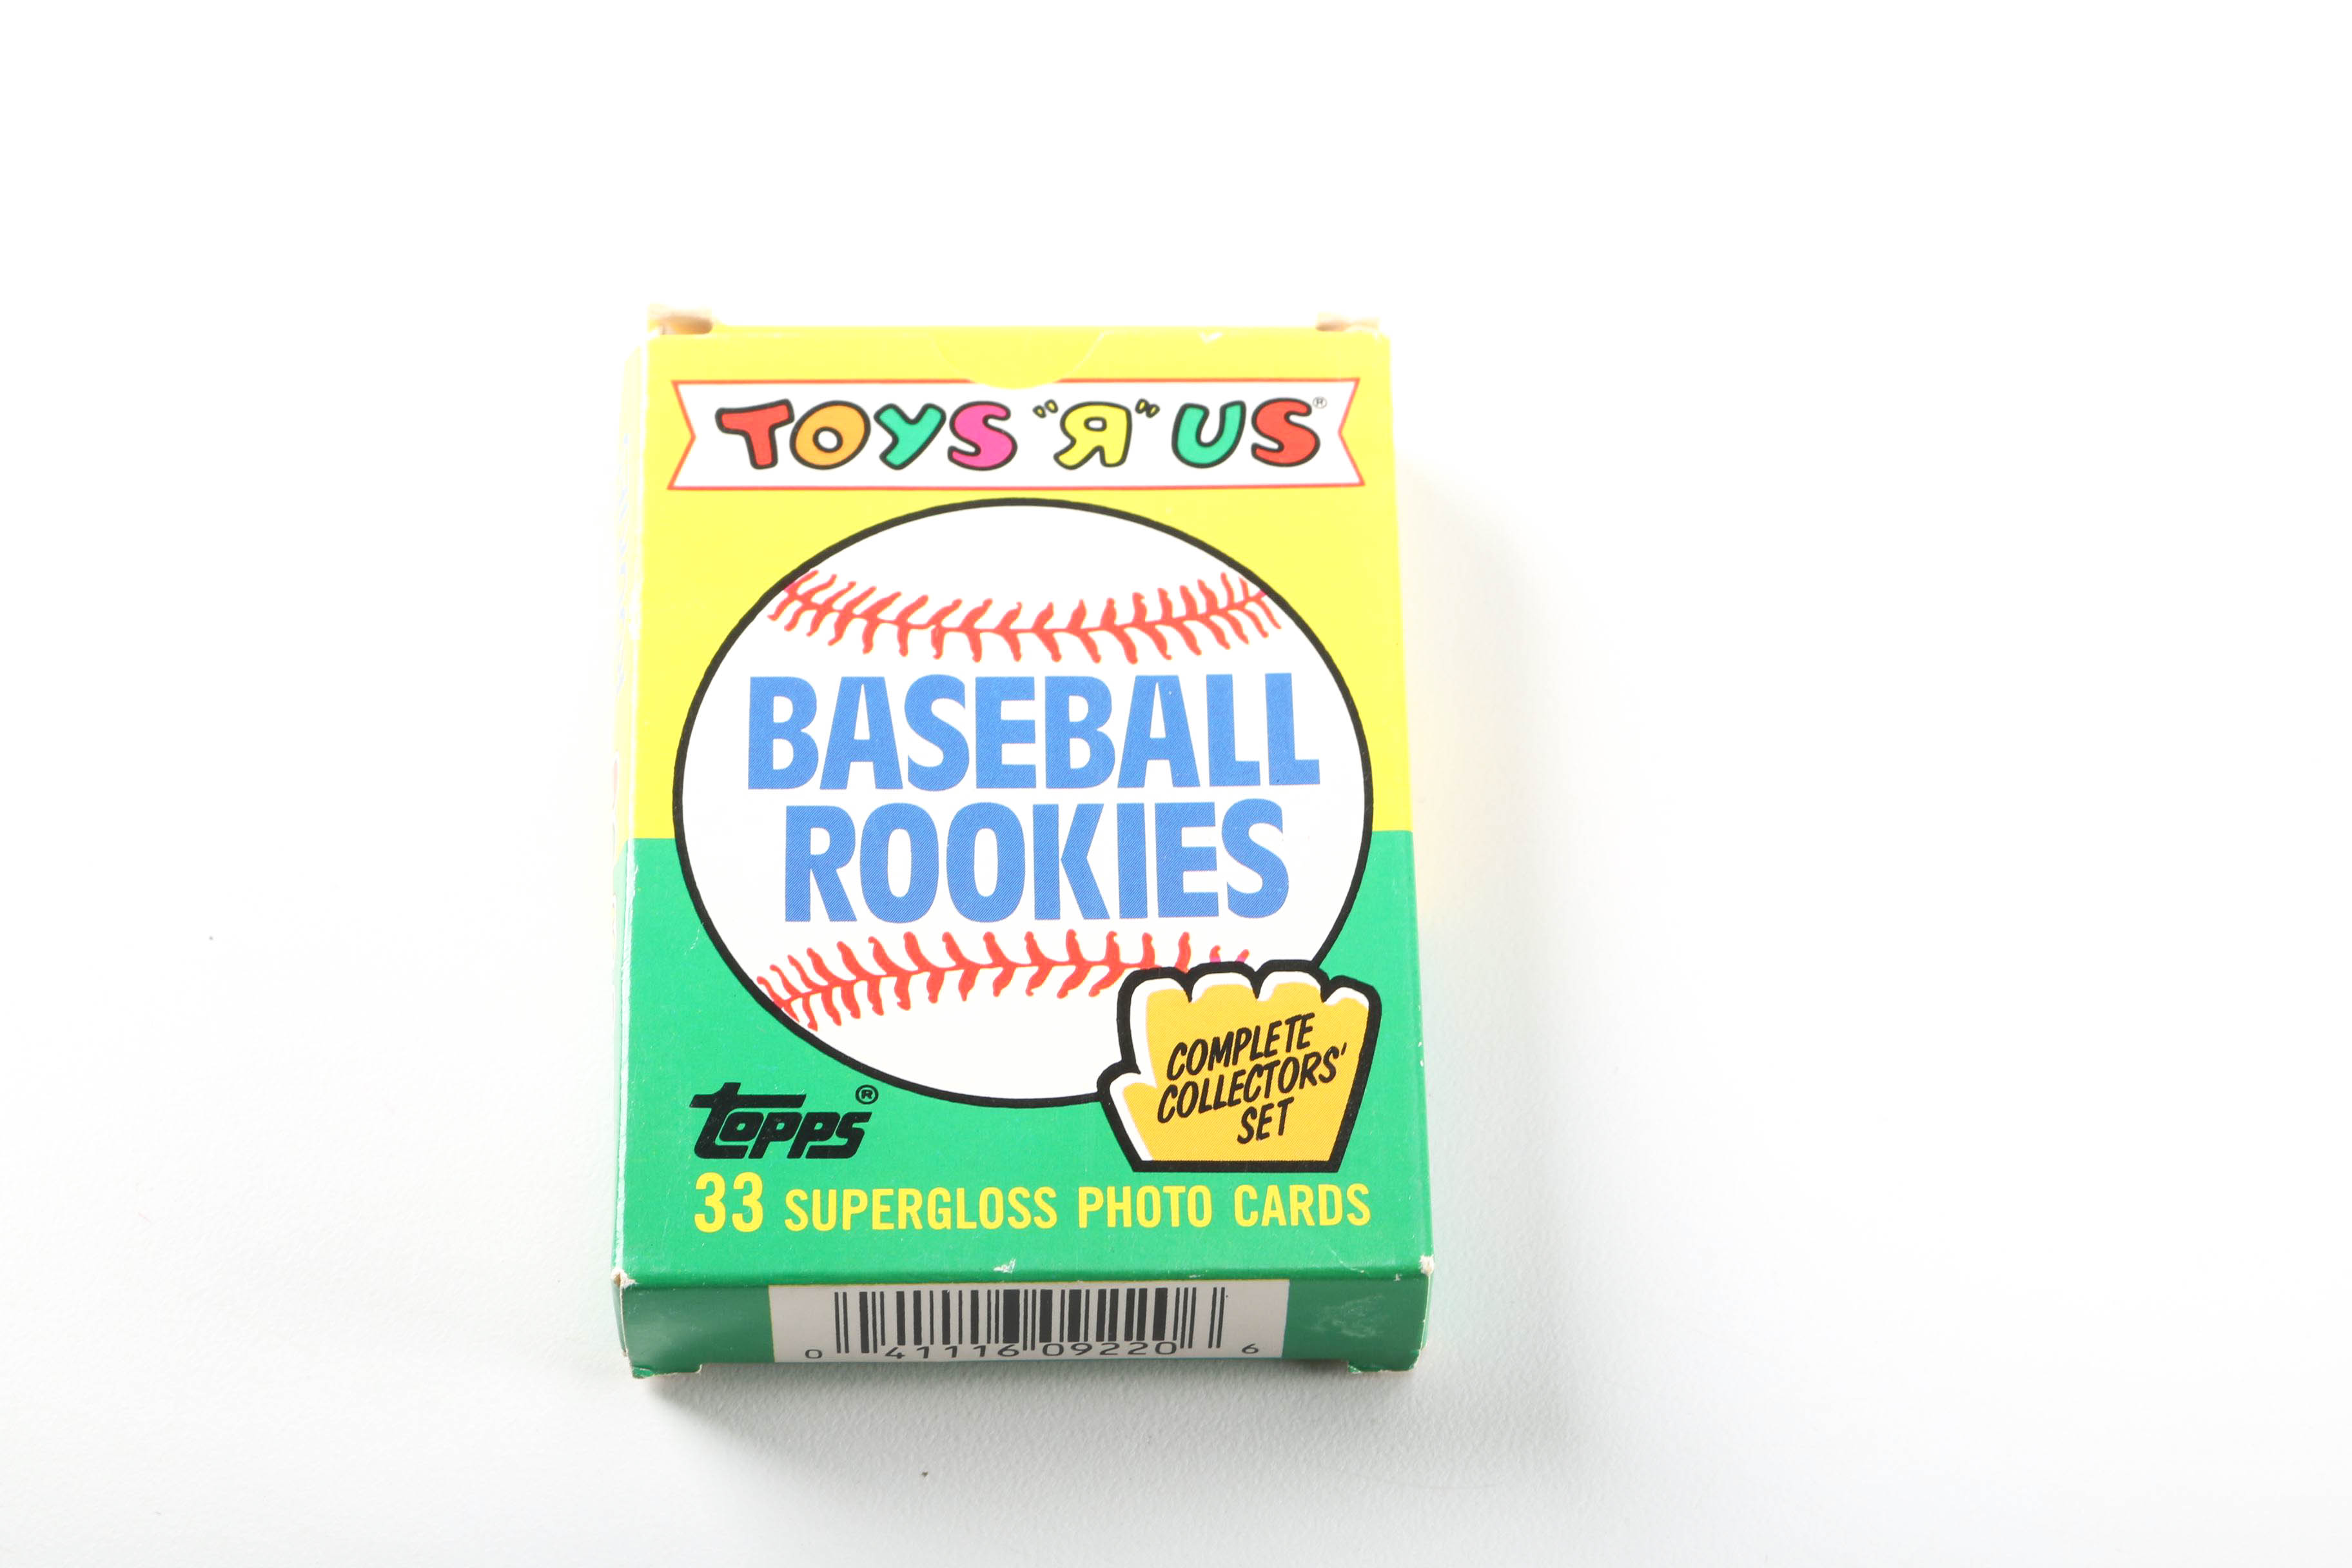 TOYS "R" US®
BASEBALL
ROOKIES
COMPLETE
COLLECTORS'
SET
topps®
33 SUPERGLOSS PHOTO CARDS
0 41116 09220 6